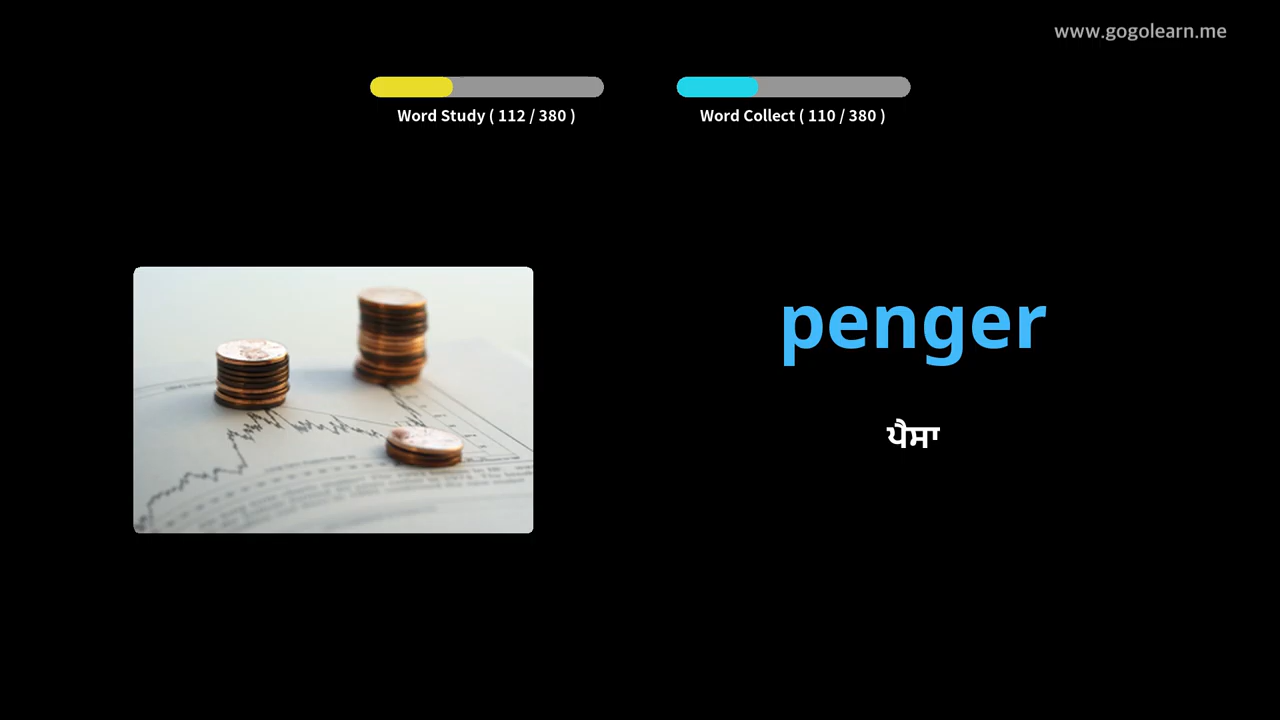 www.gogolearn.me
Word Study ( 112 / 380 )
Word Collect ( 110 / 380 )
penger
ਪੈਸਾ